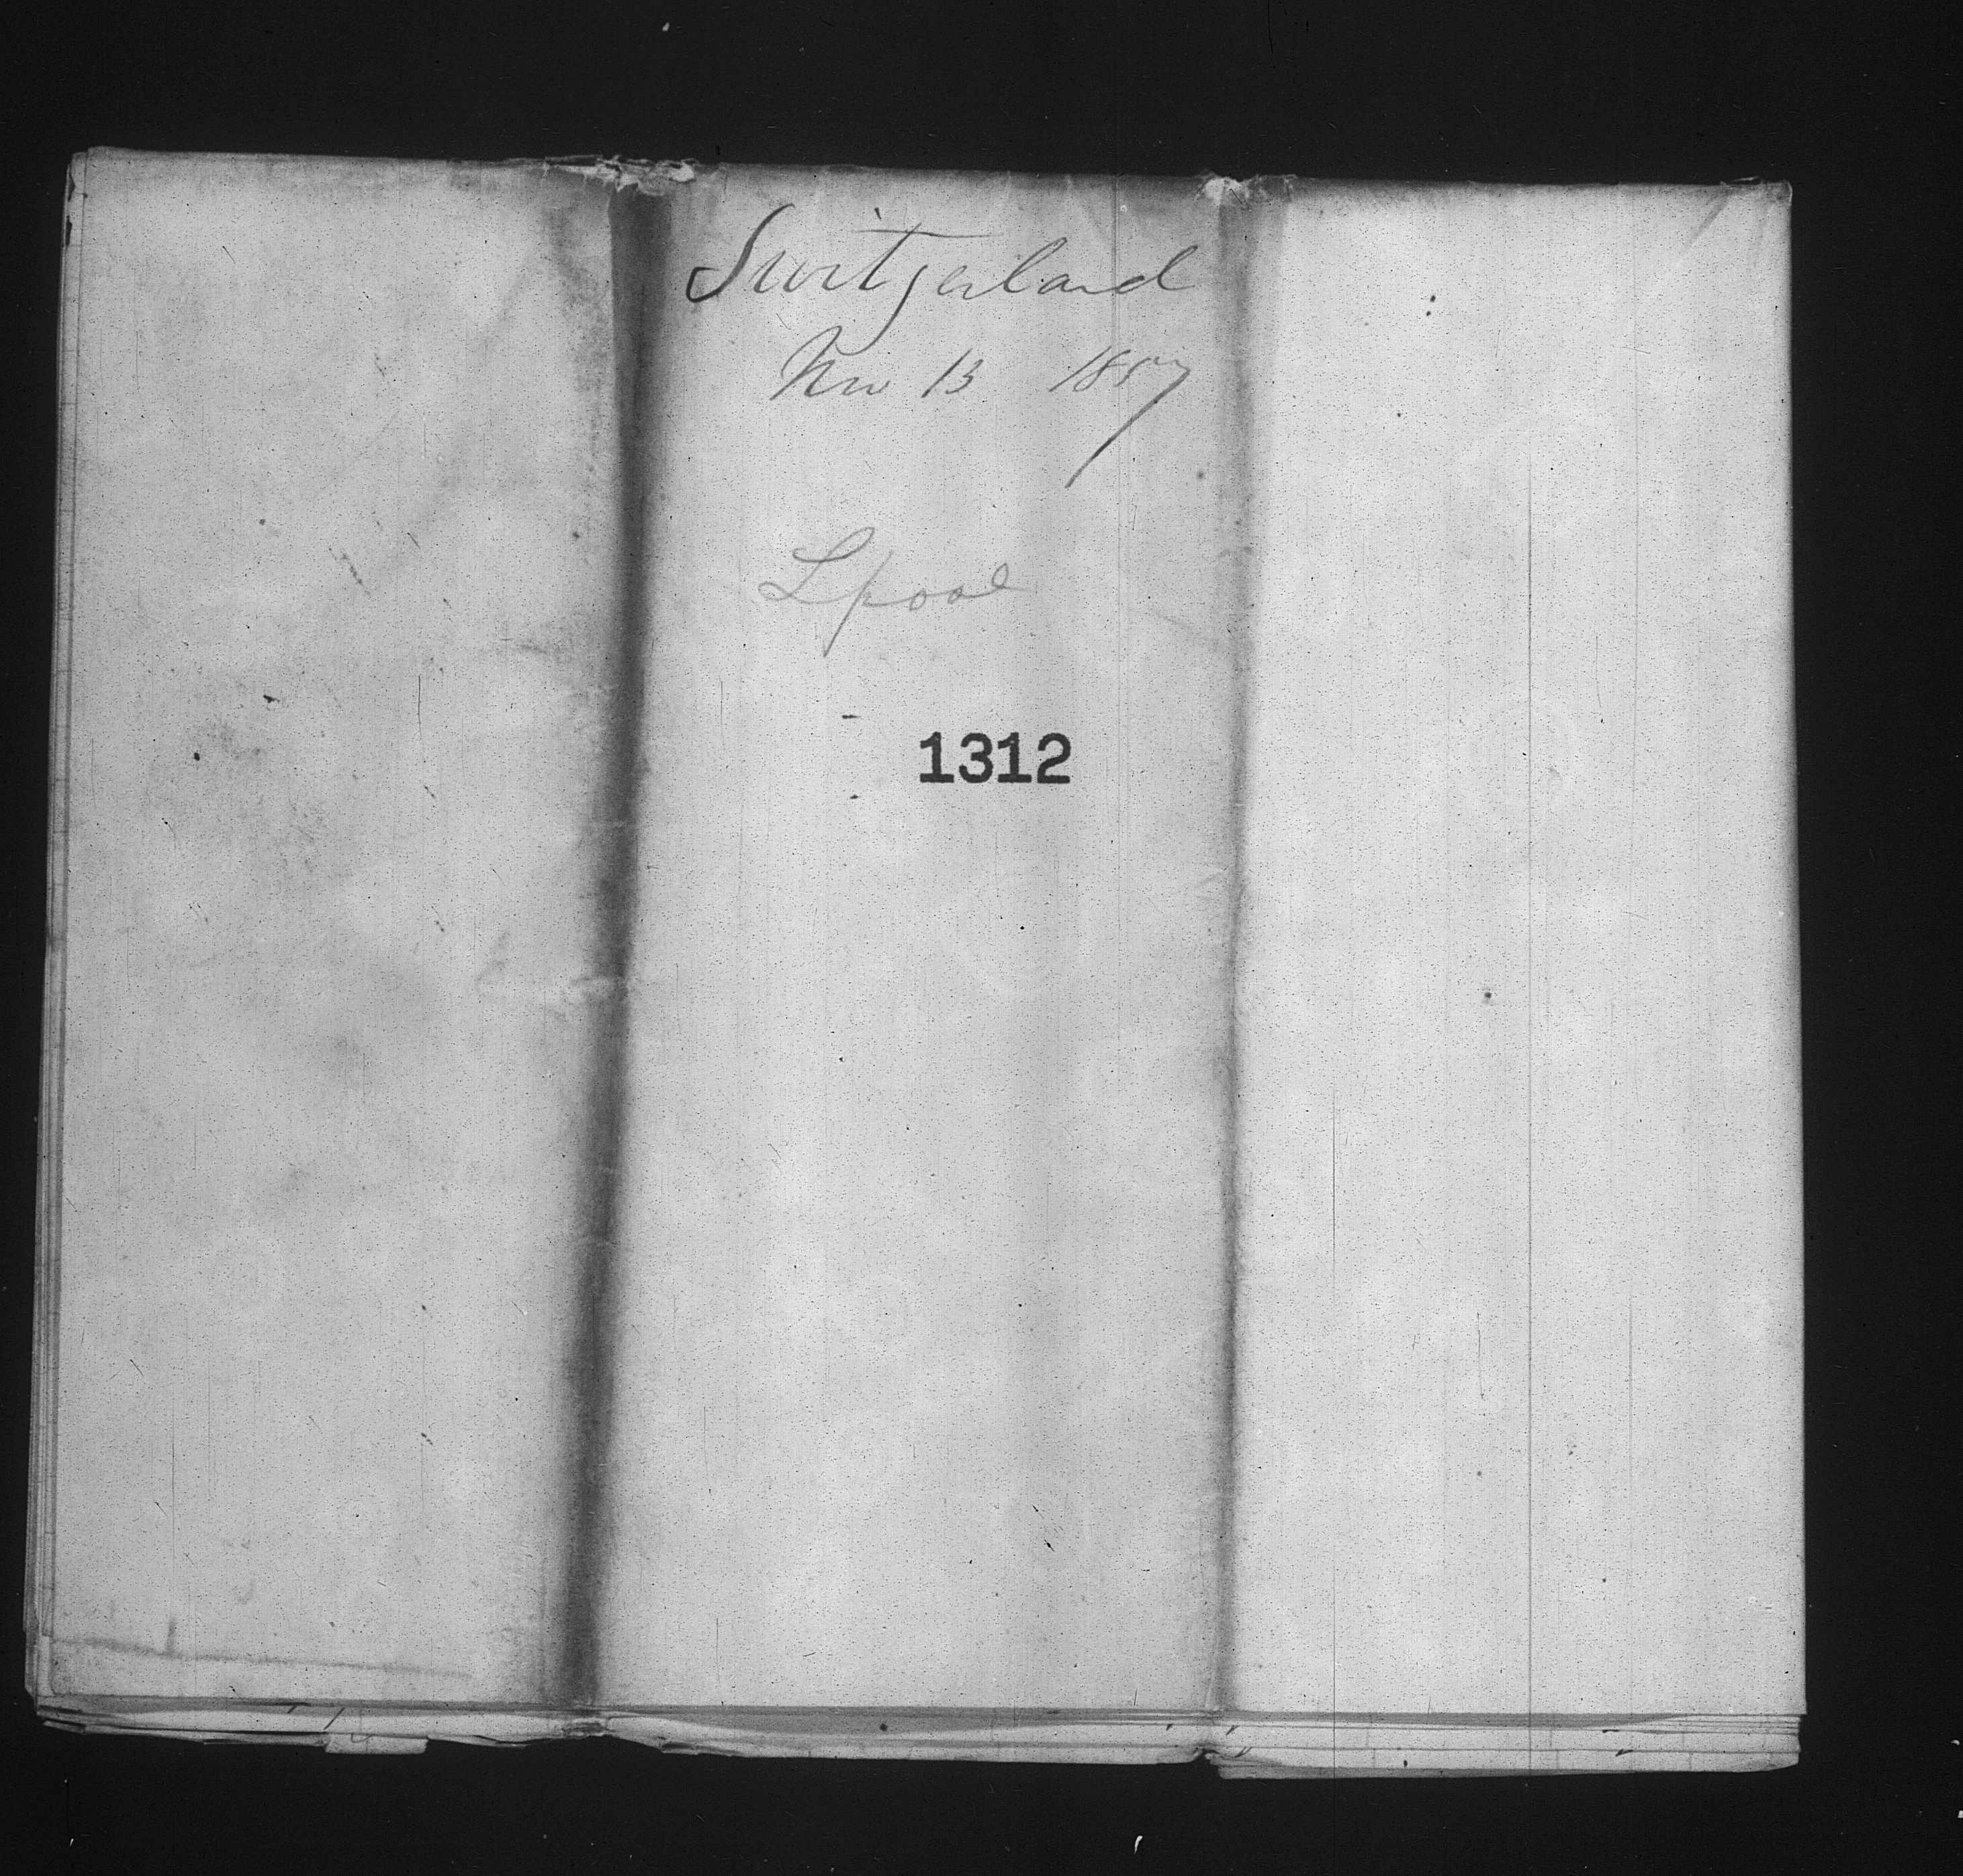 Switzerland
Nov 13 1857
Lpool
1312